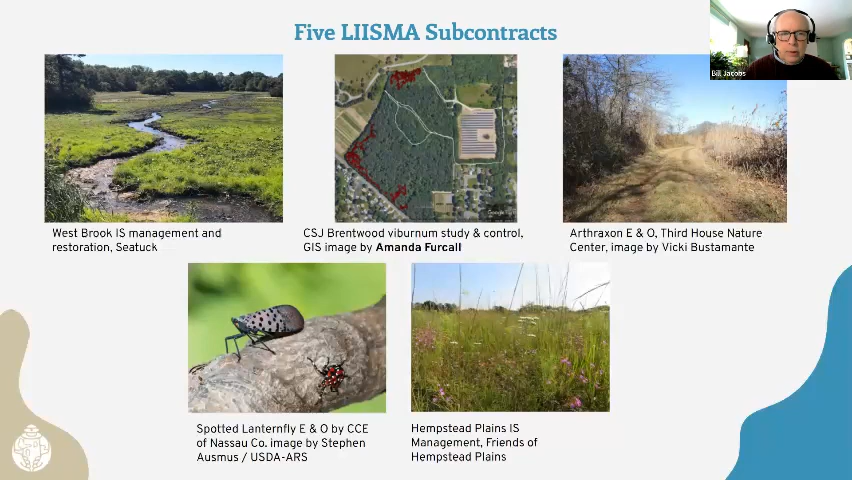 Five LIISMA Subcontracts
Bill Jacobs
West Brook IS management and
restoration, Seatuck
CSJ Brentwood viburnum study & control,
GIS image by Amanda Furcall
Arthraxon E & O, Third House Nature
Center, image by Vicki Bustamante
Spotted Lanternfly E & O by CCE
of Nassau Co. image by Stephen
Ausmus / USDA-ARS
Hempstead Plains IS
Management, Friends of
Hempstead Plains